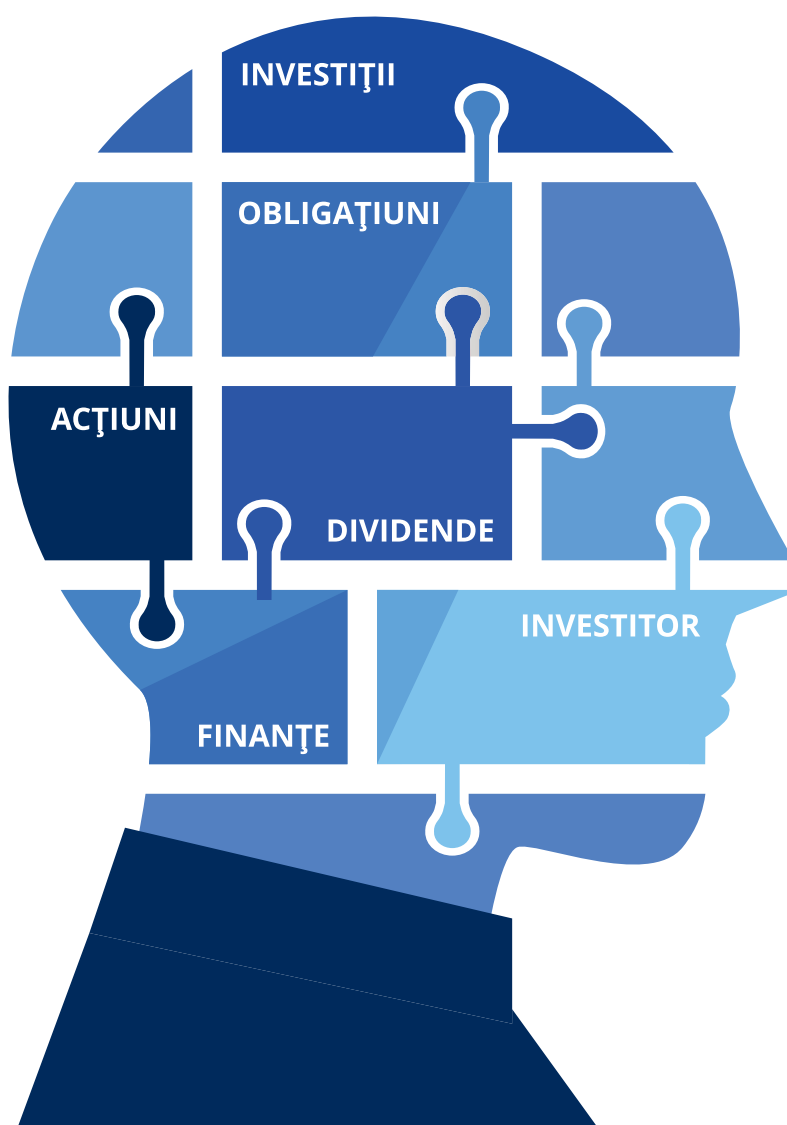 INVESTIŢII
OBLIGAŢIUNI
ACŢIUNI
DIVIDENDE
INVESTITOR
FINANŢE